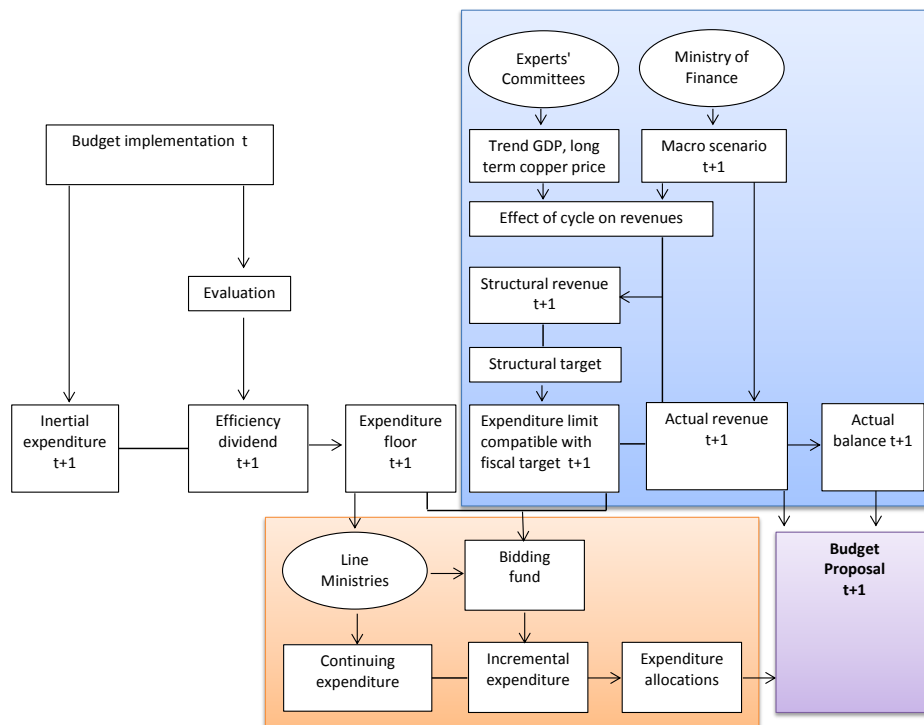 Experts'
Committees
Ministry of
Finance
Budget implementation t
Trend GDP, long
term copper price
Macro scenario
t+1
Effect of cycle on revenues
Evaluation
Structural revenue
t+1
Structural target
Inertial
expenditure
t+1
Efficiency
dividend
t+1
Expenditure
floor
t+1
Expenditure limit
compatible with
fiscal target t+1
Actual revenue
t+1
Actual
balance t+1
Line
Ministries
Bidding
fund
Budget
Proposal
t+1
Continuing
expenditure
Incremental
expenditure
Expenditure
allocations